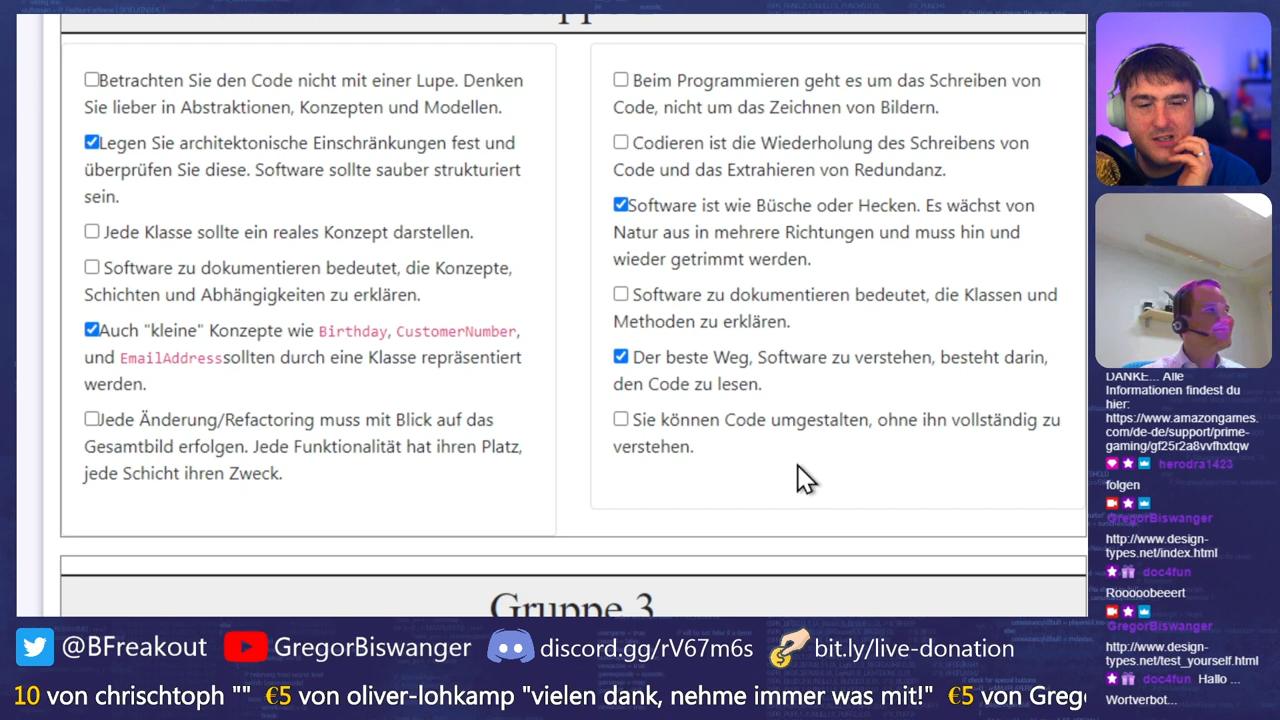 Betrachten Sie den Code nicht mit einer Lupe. Denken
Sie lieber in Abstraktionen, Konzepten und Modellen.
Legen Sie architektonische Einschränkungen fest und
überprüfen Sie diese. Software sollte sauber strukturiert
sein.
Jede Klasse sollte ein reales Konzept darstellen.
Software zu dokumentieren bedeutet, die Konzepte,
Schichten und Abhängigkeiten zu erklären.
Auch "kleine" Konzepte wie Birthday, CustomerNumber,
und EmailAddresssollten durch eine Klasse repräsentiert
werden.
Jede Änderung/Refactoring muss mit Blick auf das
Gesamtbild erfolgen. Jede Funktionalität hat ihren Platz,
jede Schicht ihren Zweck.
Beim Programmieren geht es um das Schreiben von
Code, nicht um das Zeichnen von Bildern.
Codieren ist die Wiederholung des Schreibens von
Code und das Extrahieren von Redundanz.
Software ist wie Büsche oder Hecken. Es wächst von
Natur aus in mehrere Richtungen und muss hin und
wieder getrimmt werden.
Software zu dokumentieren bedeutet, die Klassen und
Methoden zu erklären.
Der beste Weg, Software zu verstehen, besteht darin,
den Code zu lesen.
Sie können Code umgestalten, ohne ihn vollständig zu
verstehen.
Gruppe 3
DANKE... Alle
Informationen findest du
hier:
https://www.amazongames.
com/de-de/support/prime-
gaming/gf25r2a8vvfhxtqw
herodra1423
folgen
GregorBiswanger
http://www.design-
types.net/index.html
doc4fun
Rooooobeeert
GregorBiswanger
http://www.design-
types.net/test_yourself.html
doc4fun Hallo ...
Wortverbot...
@BFreakout GregorBiswanger discord.gg/rV67m6s bit.ly/live-donation
10 von chrischtoph "" €5 von oliver-lohkamp "vielen dank, nehme immer was mit!" €5 von Grego